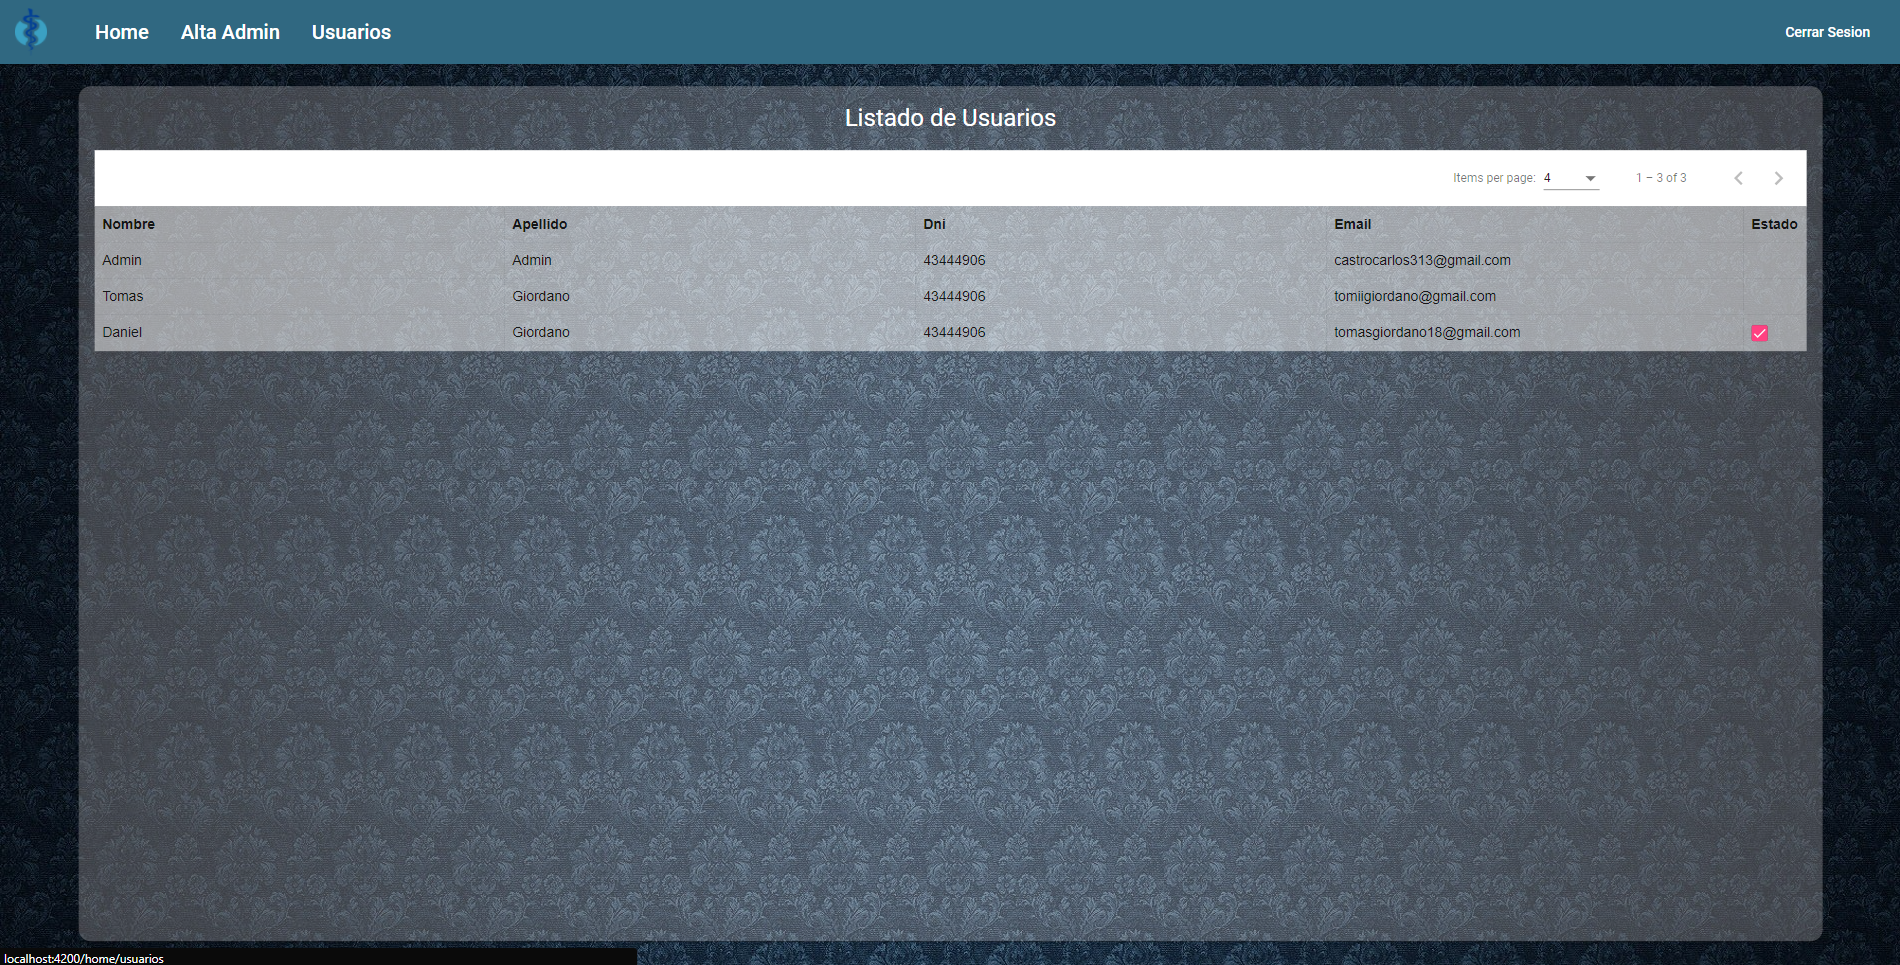 Home Alta Admin Usuarios Cerrar Sesion
Listado de Usuarios
Items per page: 4 1 – 3 of 3
Nombre Apellido Dni Email Estado
Admin Admin 43444906 castrocarlos313@gmail.com
Tomas Giordano 43444906 tomiigiordano@gmail.com
Daniel Giordano 43444906 tomasgiordano18@gmail.com
localhost:4200/home/usuarios